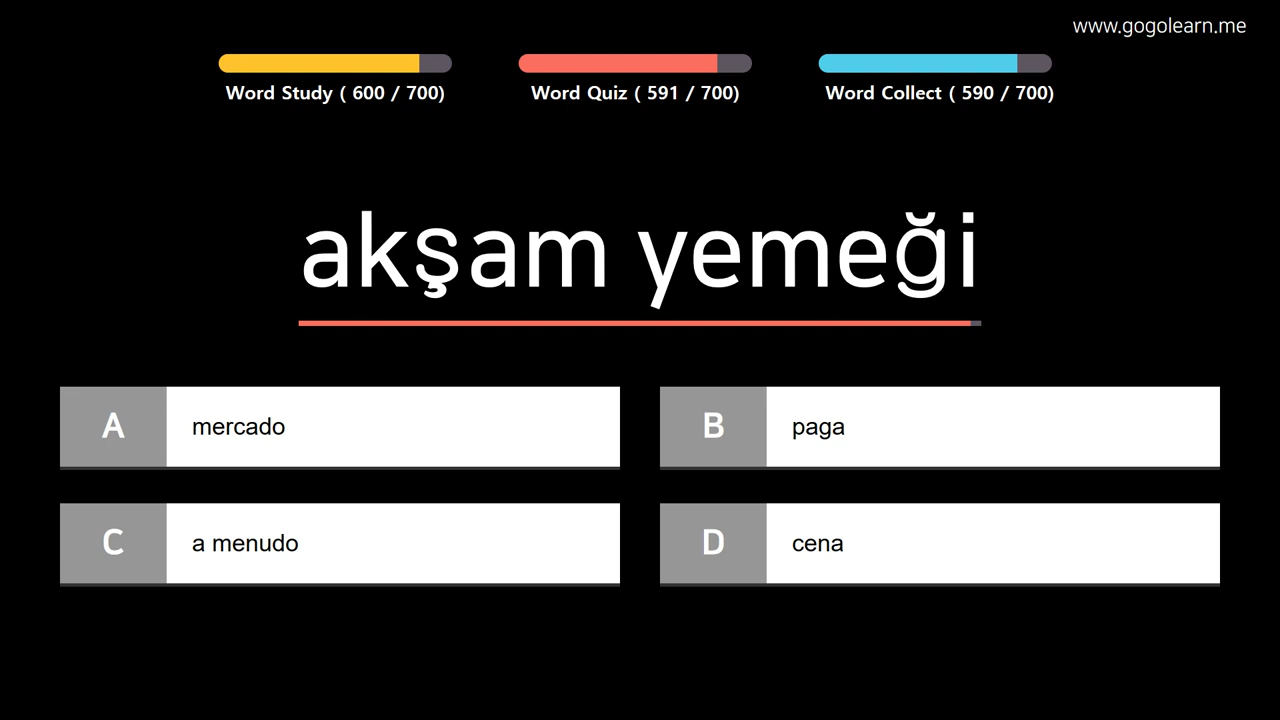 www.gogolearn.me
Word Study ( 600 / 700)
Word Quiz ( 591 / 700)
Word Collect ( 590 / 700)
akşam yemeği
A
mercado
B
paga
C
a menudo
D
cena